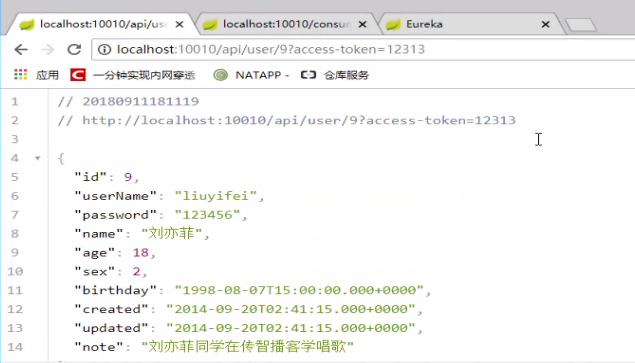 localhost:10010/api/use
localhost:10010/consum
Eureka
localhost:10010/api/user/9?access-token=12313
应用
一分钟实现内网穿透
NATAPP -
仓库服务
1 // 20180911181119
2 // http://localhost:10010/api/user/9?access-token=12313
3
4 {
5 "id": 9,
6 "userName": "liuyifei",
7 "password": "123456",
8 "name": "刘亦菲",
9 "age": 18,
10 "sex": 2,
11 "birthday": "1998-08-07T15:00:00.000+0000",
12 "created": "2014-09-20T02:41:15.000+0000",
13 "updated": "2014-09-20T02:41:15.000+0000",
14 "note": "刘亦菲同学在传智播客学唱歌"